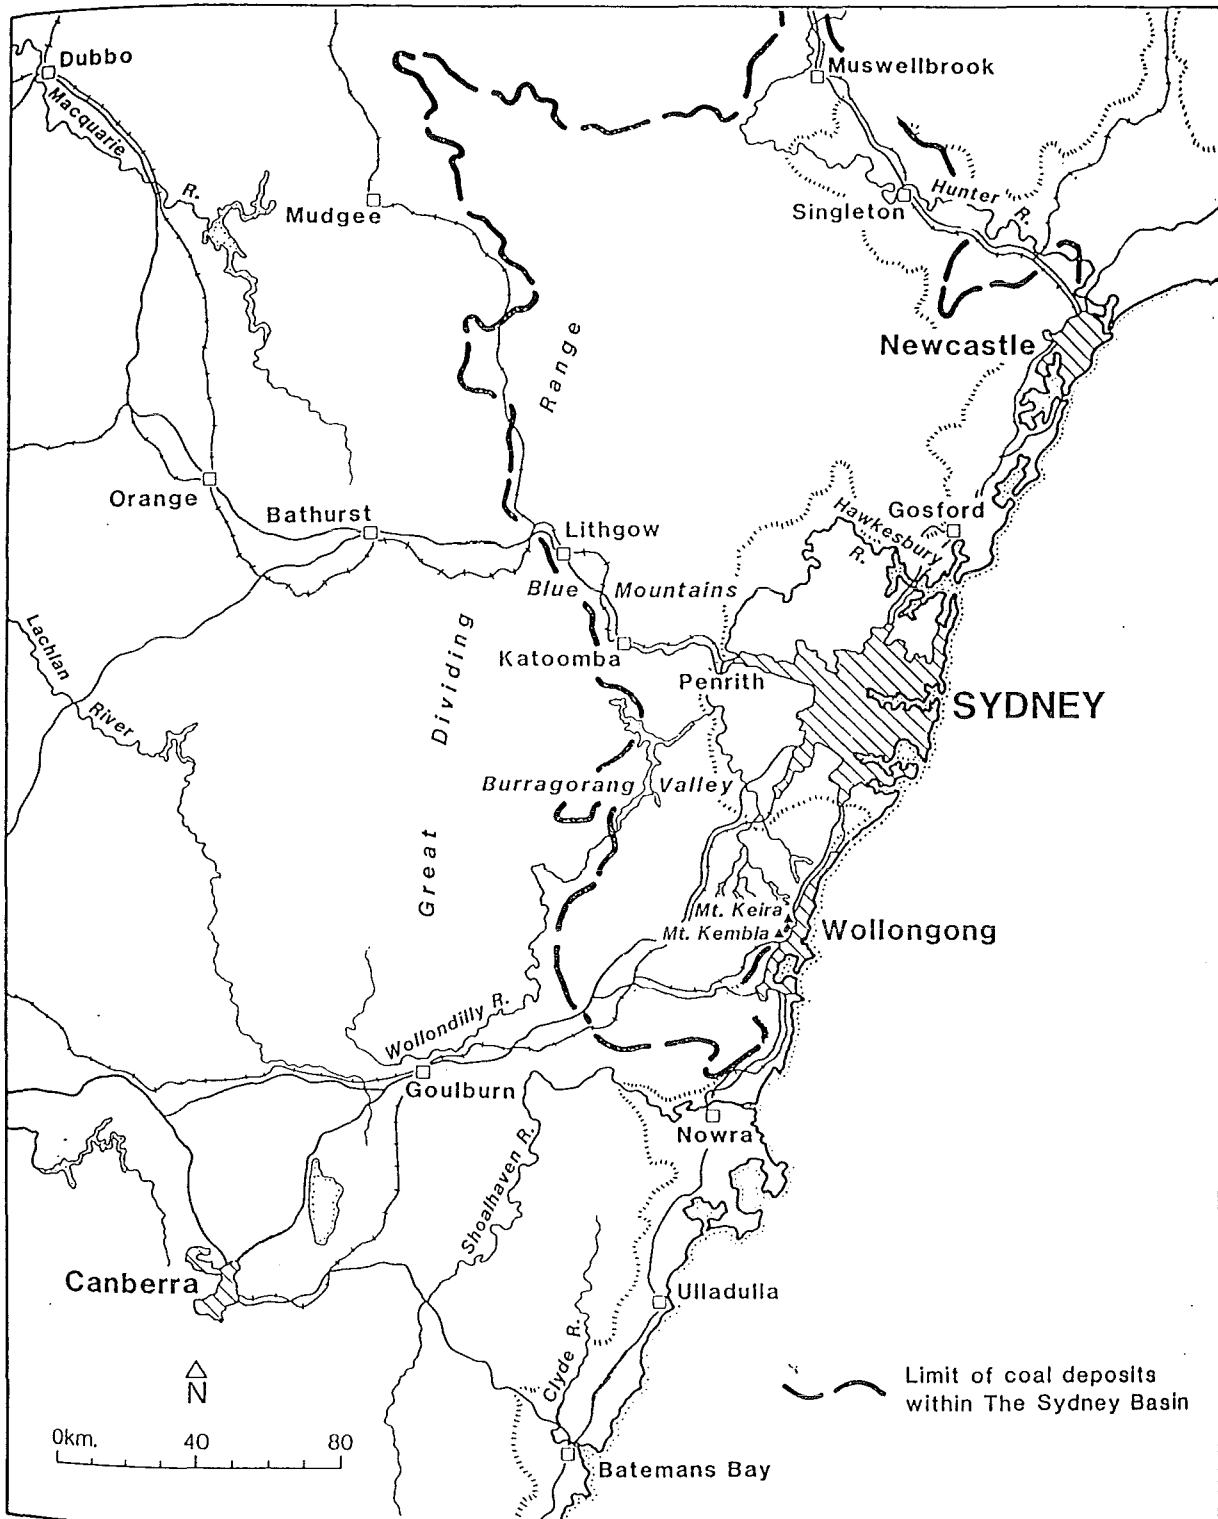 Dubbo
Muswellbrook
Macquarie
R.
Mudgee
Hunter
R.
Singleton
Newcastle
Range
Orange
Bathurst
Lithgow
Hawkesbury
R.
Gosford
Blue Mountains
Lachlan
River
Katoomba
Penrith
SYDNEY
Great Dividing
Burragorang Valley
Mt. Keira
Mt. Kembla
Wollongong
Wollondilly R.
Goulburn
Nowra
Shoalhaven R.
Canberra
Ulladulla
Clyde R.
N
Limit of coal deposits
within The Sydney Basin
0km. 40 80
Batemans Bay